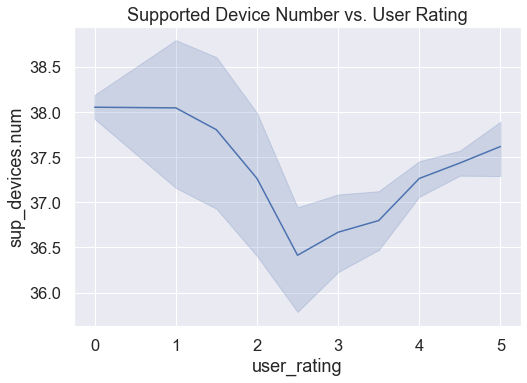 Supported Device Number vs. User Rating
sup_devices.num
38.5
38.0
37.5
37.0
36.5
36.0
0 1 2 3 4 5
user_rating